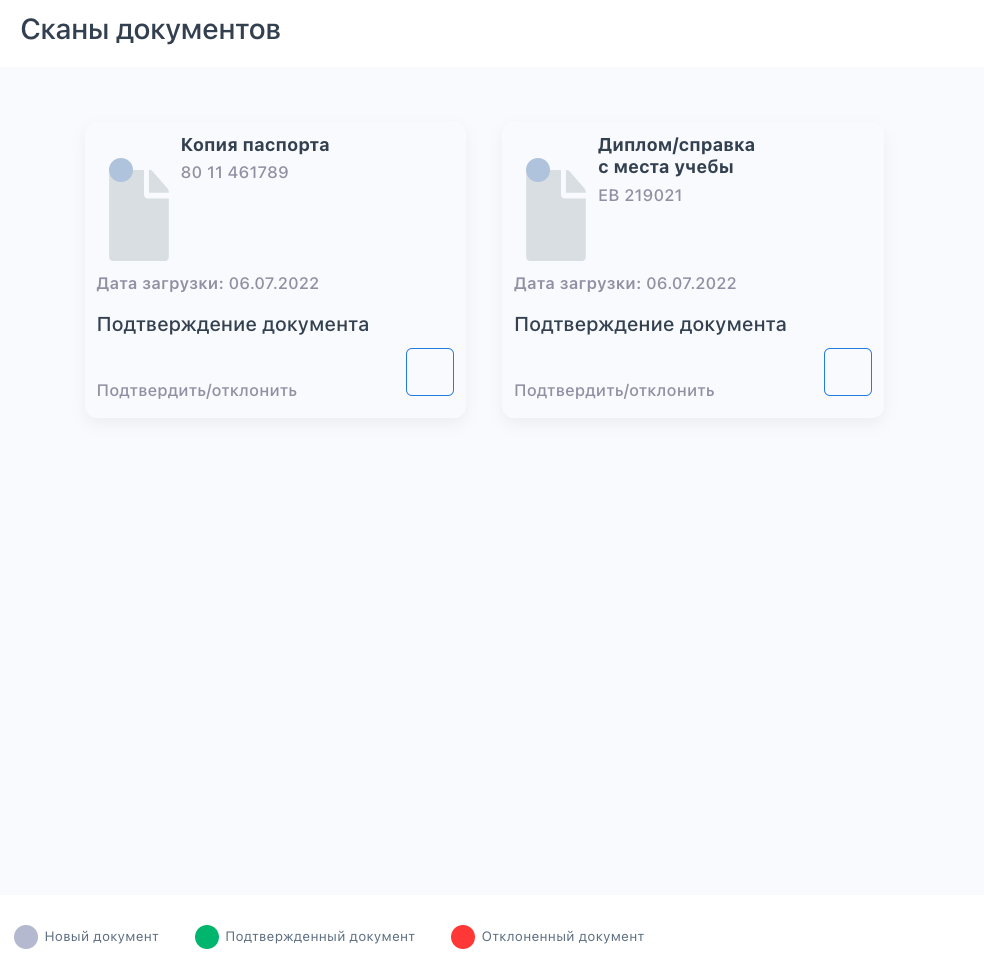 Сканы документов
Копия паспорта
80 11 461789
Дата загрузки: 06.07.2022
Подтверждение документа
Подтвердить/отклонить
Диплом/справка
с места учебы
ЕВ 219021
Дата загрузки: 06.07.2022
Подтверждение документа
Подтвердить/отклонить
Новый документ
Подтвержденный документ
Отклоненный документ